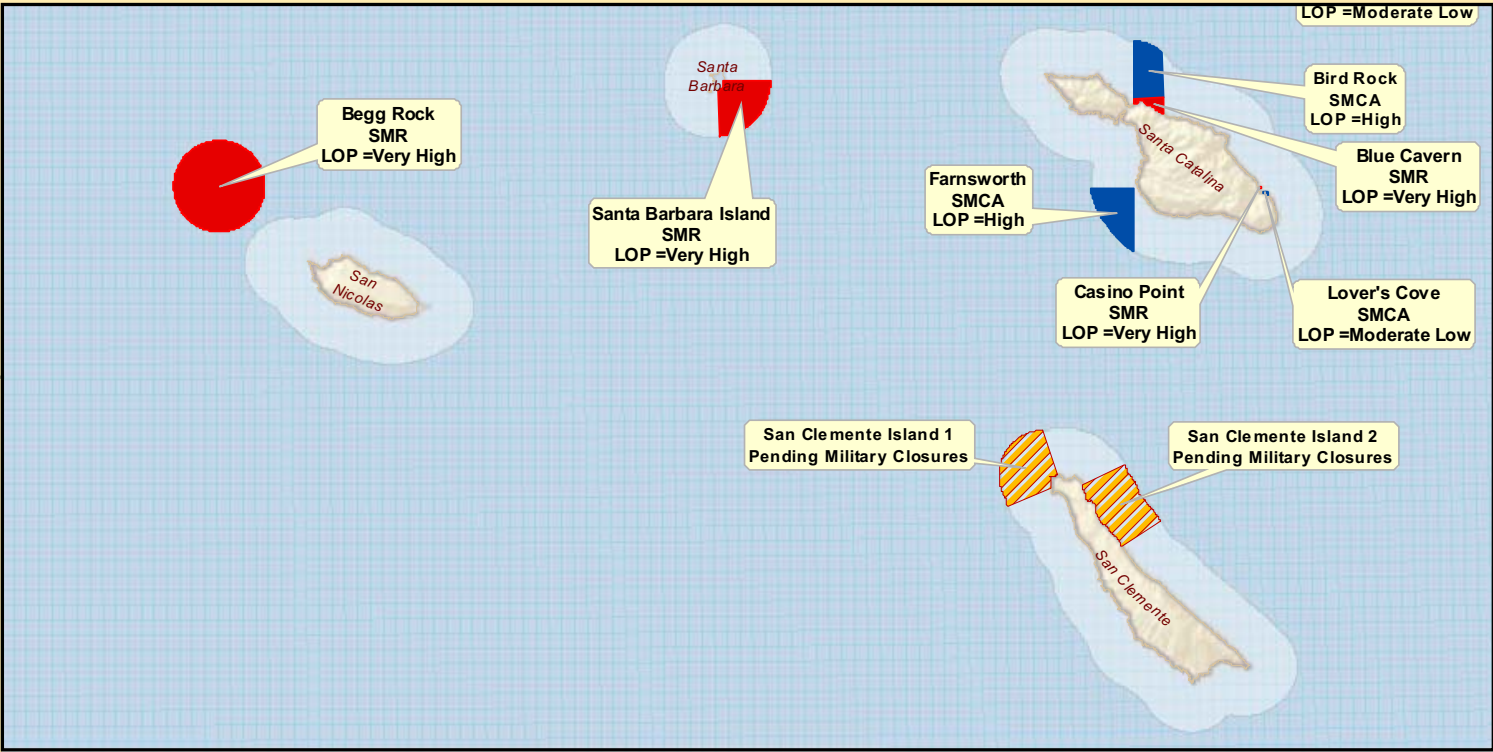 LOP =Moderate Low
Santa
Barbara
Bird Rock
SMCA
LOP =High
Begg Rock
SMR
LOP =Very High
Santa Catalina
Blue Cavern
SMR
LOP =Very High
Farnsworth
SMCA
LOP =High
Santa Barbara Island
SMR
LOP =Very High
San
Nicolas
Casino Point
SMR
LOP =Very High
Lover's Cove
SMCA
LOP =Moderate Low
San Clemente Island 1
Pending Military Closures
San Clemente Island 2
Pending Military Closures
San Clemente